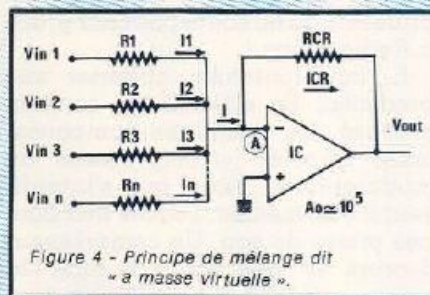 Vin 1 R1 I1 RCR
Vin 2 R2 I2 ICR
I Vout
Vin 3 R3 I3 A − IC
+
Vin n Rn In Ao≃10⁵
Figure 4 - Principe de mélange dit
« a masse virtuelle ».